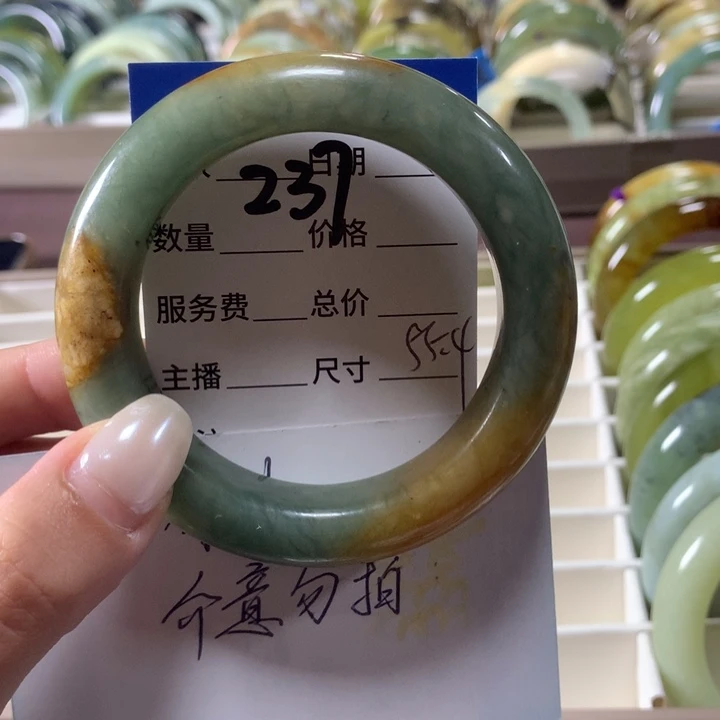 237 日期
数量 价格
服务费 总价
主播 尺寸 55.4
介意勿拍